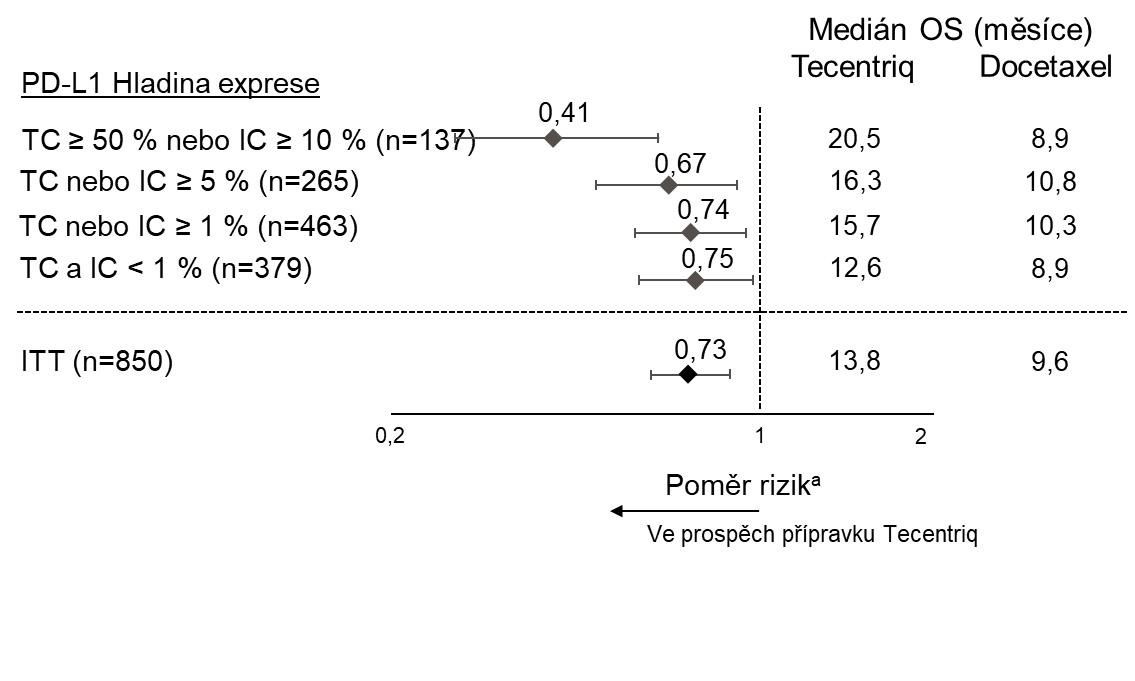 Medián OS (měsíce)
Tecentriq Docetaxel
PD-L1 Hladina exprese
TC ≥ 50 % nebo IC ≥ 10 % (n=137) 0,41 20,5 8,9
TC nebo IC ≥ 5 % (n=265) 0,67 16,3 10,8
TC nebo IC ≥ 1 % (n=463) 0,74 15,7 10,3
TC a IC < 1 % (n=379) 0,75 12,6 8,9
ITT (n=850) 0,73 13,8 9,6
0,2 1 2
Poměr rizikᵃ
Ve prospěch přípravku Tecentriq